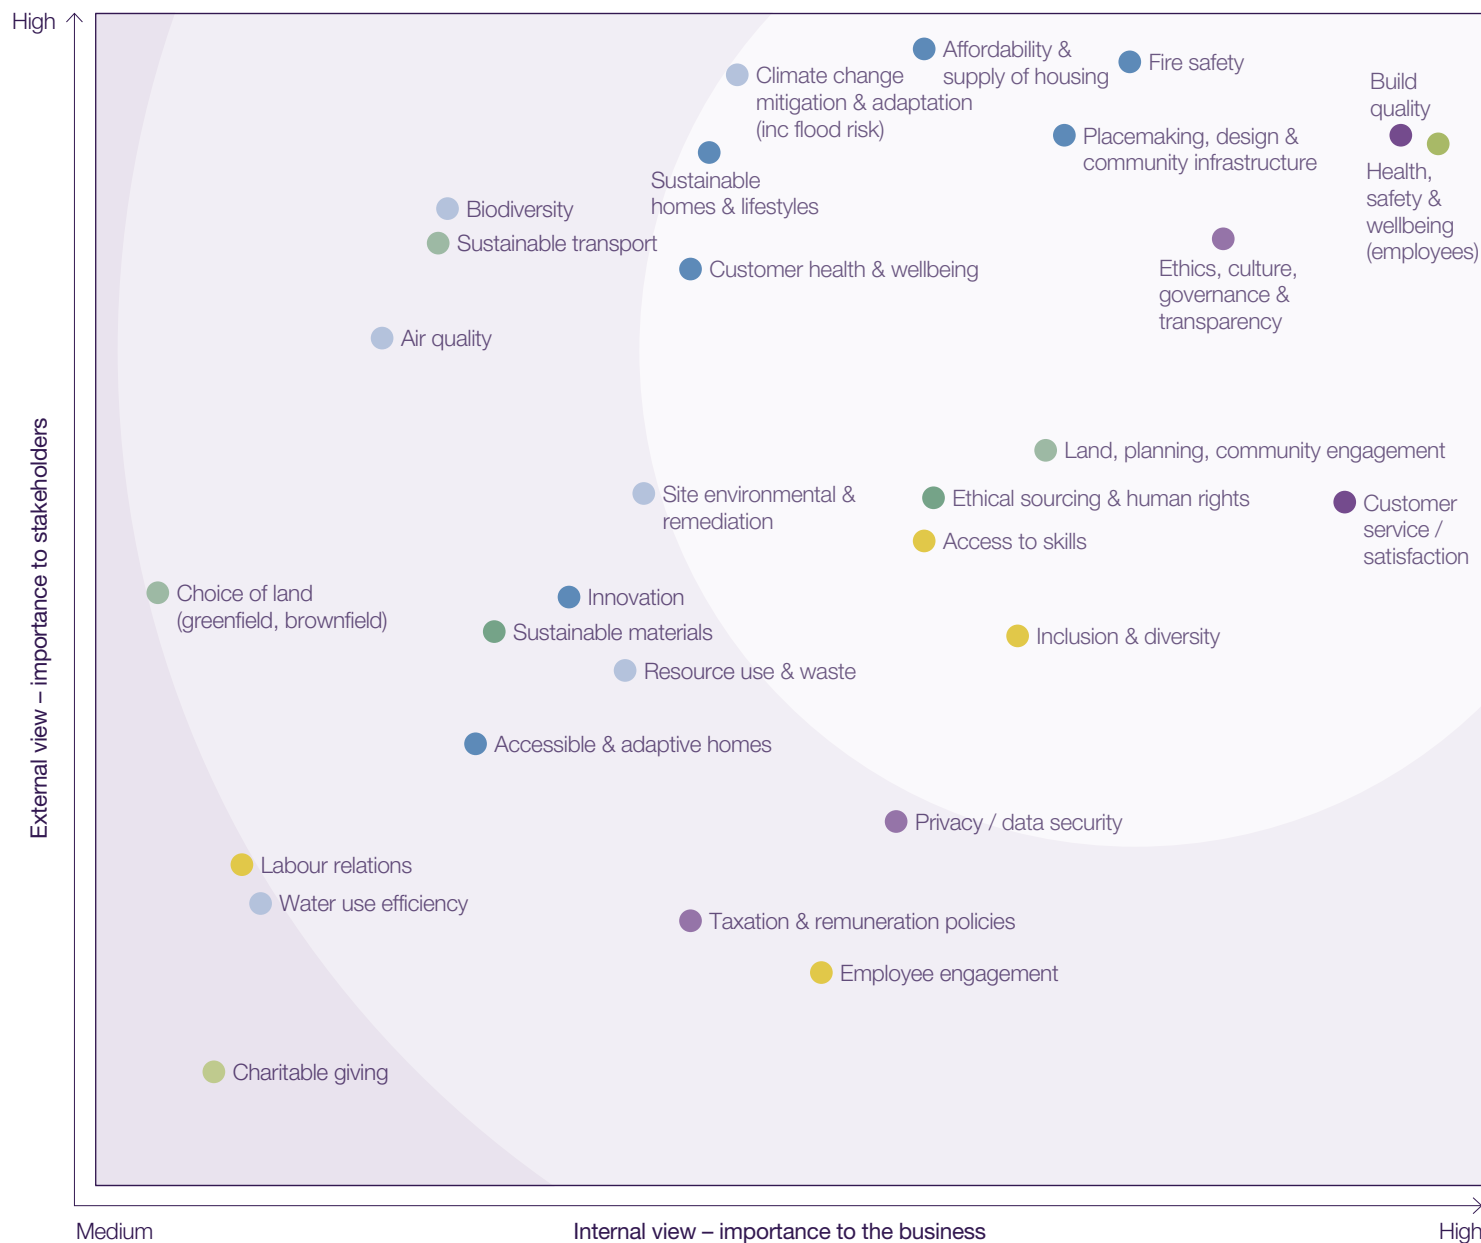 High
Affordability &
supply of housing
Fire safety
Climate change
mitigation & adaptation
(inc flood risk)
Build
quality
Placemaking, design &
community infrastructure
Health,
safety &
wellbeing
(employees)
Sustainable
homes & lifestyles
Biodiversity
Sustainable transport
Customer health & wellbeing
Ethics, culture,
governance &
transparency
Air quality
Land, planning, community engagement
Site environmental &
remediation
Ethical sourcing & human rights
Customer
service /
satisfaction
Access to skills
Choice of land
(greenfield, brownfield)
Innovation
Sustainable materials
Inclusion & diversity
Resource use & waste
Accessible & adaptive homes
Privacy / data security
Labour relations
Water use efficiency
Taxation & remuneration policies
Employee engagement
Charitable giving
External view – importance to stakeholders
Medium
Internal view – importance to the business
High